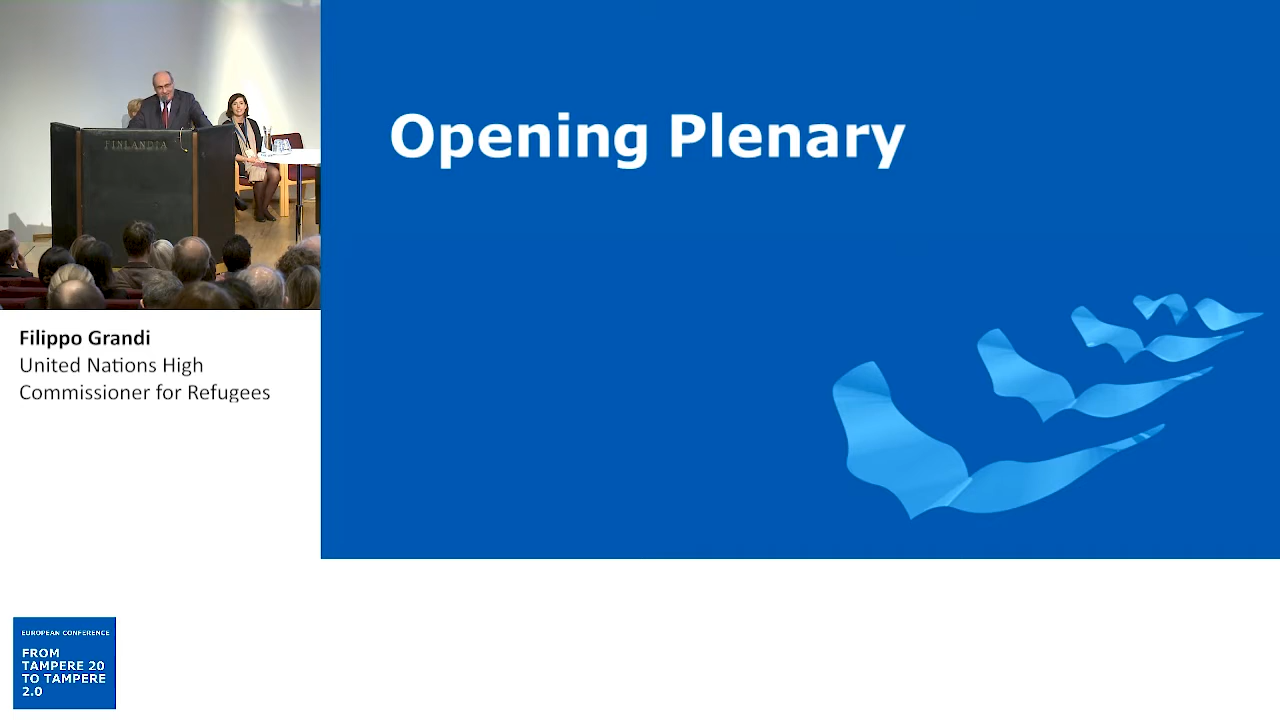 FINLANDIA
Opening Plenary
Filippo Grandi
United Nations High
Commissioner for Refugees
EUROPEAN CONFERENCE
FROM
TAMPERE 20
TO TAMPERE
2.0